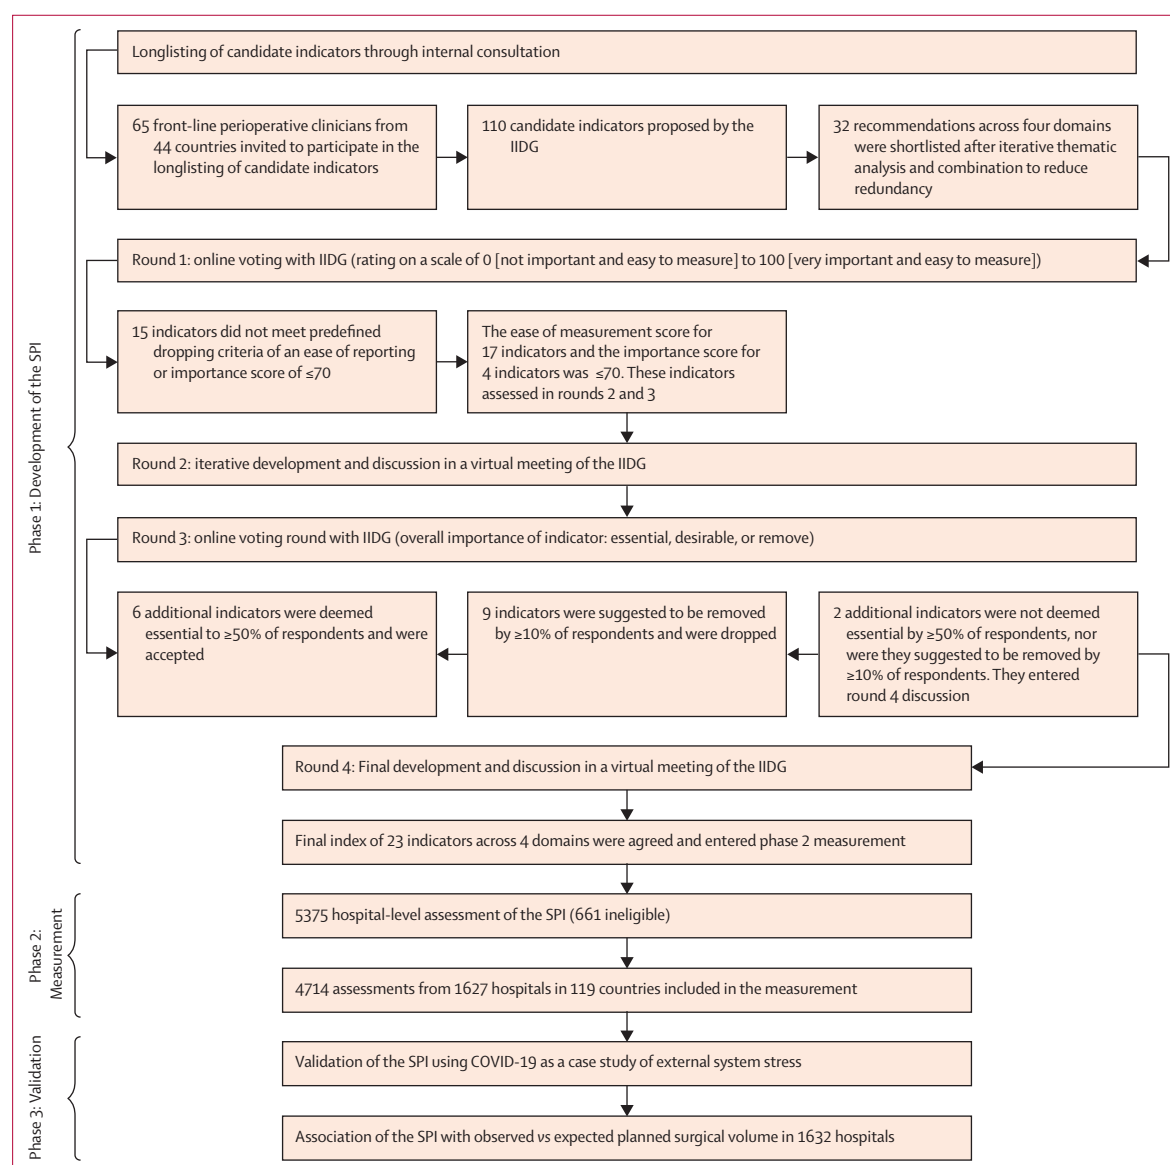 Phase 1: Development of the SPI
Longlisting of candidate indicators through internal consultation
65 front-line perioperative clinicians from
44 countries invited to participate in the
longlisting of candidate indicators
110 candidate indicators proposed by the
IIDG
32 recommendations across four domains
were shortlisted after iterative thematic
analysis and combination to reduce
redundancy
Round 1: online voting with IIDG (rating on a scale of 0 [not important and easy to measure] to 100 [very important and easy to measure])
15 indicators did not meet predefined
dropping criteria of an ease of reporting
or importance score of ≤70
The ease of measurement score for
17 indicators and the importance score for
4 indicators was ≤70. These indicators
assessed in rounds 2 and 3
Round 2: iterative development and discussion in a virtual meeting of the IIDG
Round 3: online voting round with IIDG (overall importance of indicator: essential, desirable, or remove)
6 additional indicators were deemed
essential to ≥50% of respondents and were
accepted
9 indicators were suggested to be removed
by ≥10% of respondents and were dropped
2 additional indicators were not deemed
essential by ≥50% of respondents, nor
were they suggested to be removed by
≥10% of respondents. They entered
round 4 discussion
Round 4: Final development and discussion in a virtual meeting of the IIDG
Final index of 23 indicators across 4 domains were agreed and entered phase 2 measurement
Phase 2:
Measurement
5375 hospital-level assessment of the SPI (661 ineligible)
4714 assessments from 1627 hospitals in 119 countries included in the measurement
Phase 3: Validation
Validation of the SPI using COVID-19 as a case study of external system stress
Association of the SPI with observed vs expected planned surgical volume in 1632 hospitals